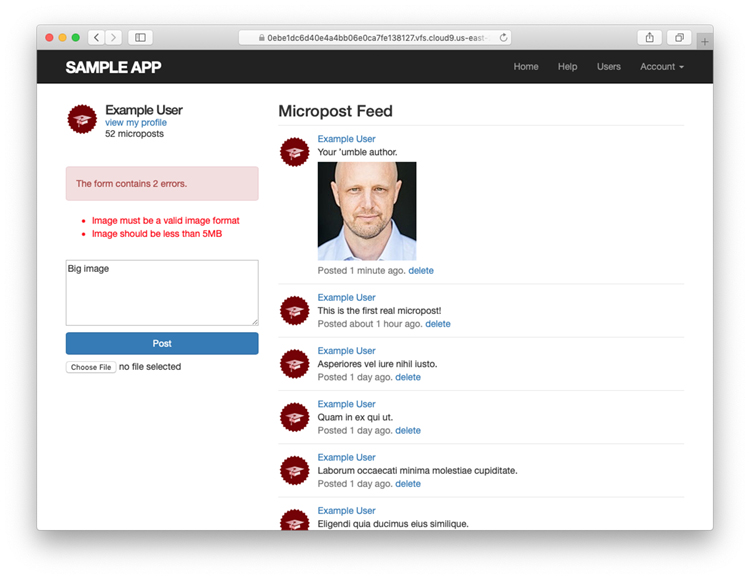 0ebe1dc6d40e4a4bb06e0ca7fe138127.vfs.cloud9.us-east-
SAMPLE APP
Home Help Users Account
Example User
view my profile
52 microposts
The form contains 2 errors.
Image must be a valid image format
Image should be less than 5MB
Big image
Post
Choose File no file selected
Micropost Feed
Example User
Your 'umble author.
Posted 1 minute ago. delete
Example User
This is the first real micropost!
Posted about 1 hour ago. delete
Example User
Asperiores vel iure nihil iusto.
Posted 1 day ago. delete
Example User
Quam in ex qui ut.
Posted 1 day ago. delete
Example User
Laborum occaecati minima molestiae cupiditate.
Posted 1 day ago. delete
Example User
Eligendi quia ducimus eius similique.